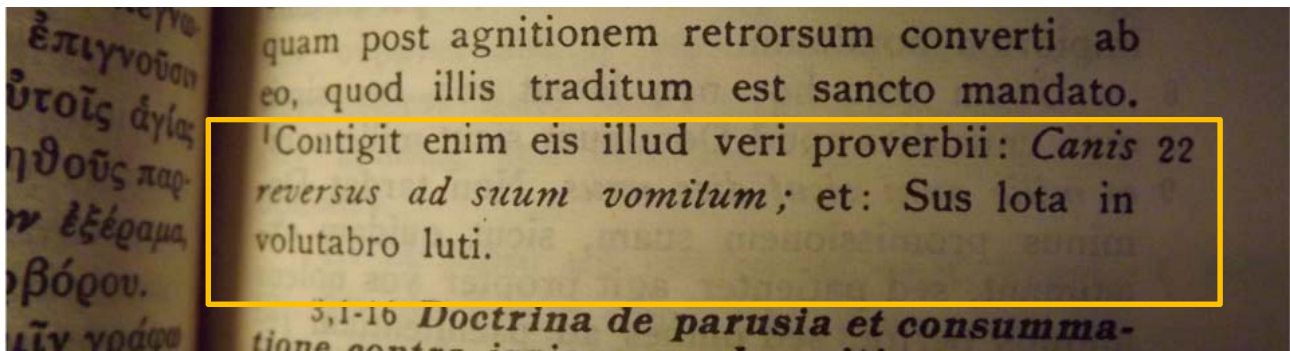 ἐπιγνοῦσιν
ὐτοῖς ἁγίας
ηθοῦς παρ-
ἐξέραμα,
βόρου.
quam post agnitionem retrorsum converti ab
eo, quod illis traditum est sancto mandato.
Contigit enim eis illud veri proverbii: Canis 22
reversus ad suum vomitum; et: Sus lota in
volutabro luti.
3,1-16 Doctrina de parusia et consumma-